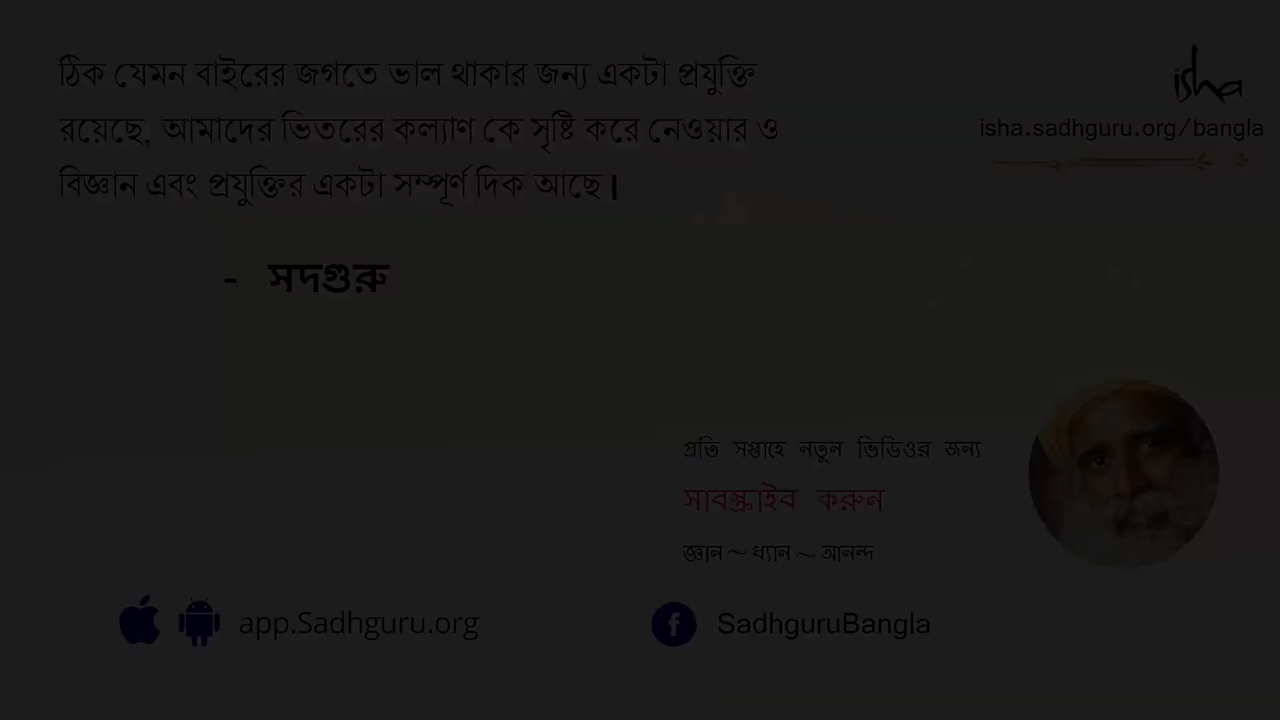 ঠিক যেমন বাইরের জগতে ভাল থাকার জন্য একটা প্রযুক্তি
রয়েছে, আমাদের ভিতরের কল্যাণ কে সৃষ্টি করে নেওয়ার ও
বিজ্ঞান এবং প্রযুক্তির একটা সম্পূর্ণ দিক আছে।
- সদগুরু
isha
isha.sadhguru.org/bangla
প্রতি সপ্তাহে নতুন ভিডিওর জন্য
সাবস্ক্রাইব করুন
জ্ঞান ~ ধ্যান ~ আনন্দ
app.Sadhguru.org
SadhguruBangla